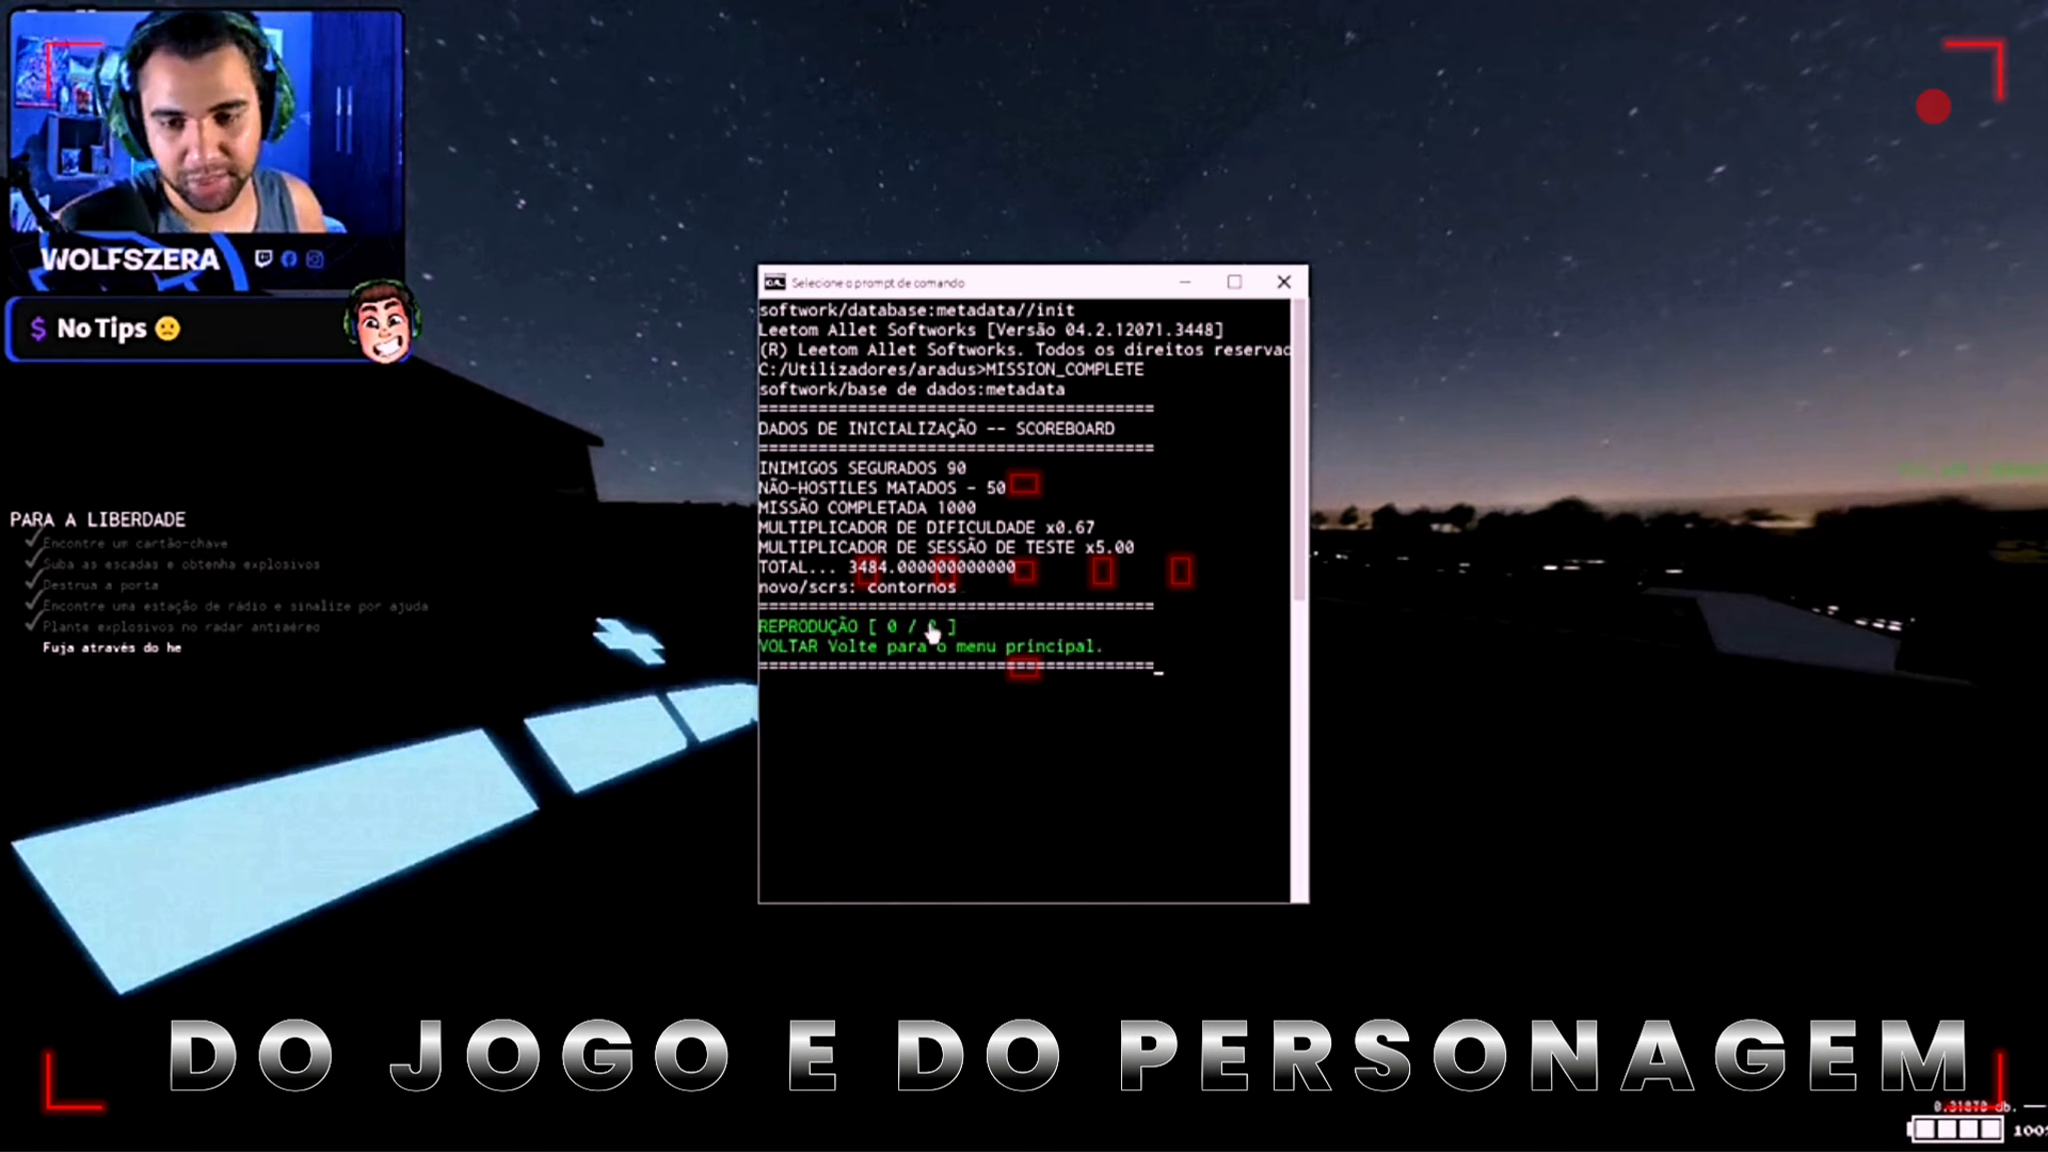 WOLFSZERA
$ No Tips
PARA A LIBERDADE
Encontre um cartão-chave
Suba as escadas e obtenha explosivos
Destrua a porta
Encontre uma estação de rádio e sinalize por ajuda
Plante explosivos no radar antiaéreo
Fuja através do he
Selecione o prompt de comando
softwork/database:metadata//init
Leetom Allet Softworks [Versão 04.2.12071.3448]
(R) Leetom Allet Softworks. Todos os direitos reservad
C:/Utilizadores/aradus>MISSION_COMPLETE
softwork/base de dados:metadata
========================================
DADOS DE INICIALIZAÇÃO -- SCOREBOARD
========================================
INIMIGOS SEGURADOS 90
NÃO-HOSTILES MATADOS - 50
MISSÃO COMPLETADA 1000
MULTIPLICADOR DE DIFICULDADE x0.67
MULTIPLICADOR DE SESSÃO DE TESTE x5.00
TOTAL... 3484.000000000000
novo/scrs: contornos
========================================
REPRODUÇÃO [ 0 / ]
VOLTAR Volte para o menu principal.
========================================_
DO JOGO E DO PERSONAGEM
0.31070 db.
100%